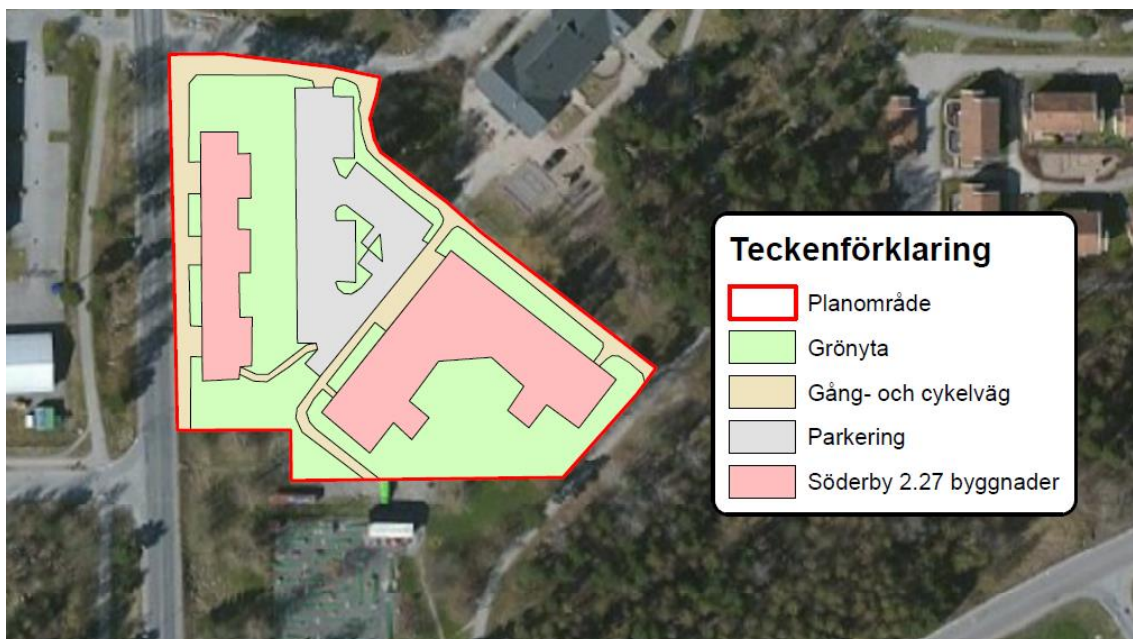 Teckenförklaring
Planområde
Grönyta
Gång- och cykelväg
Parkering
Söderby 2.27 byggnader